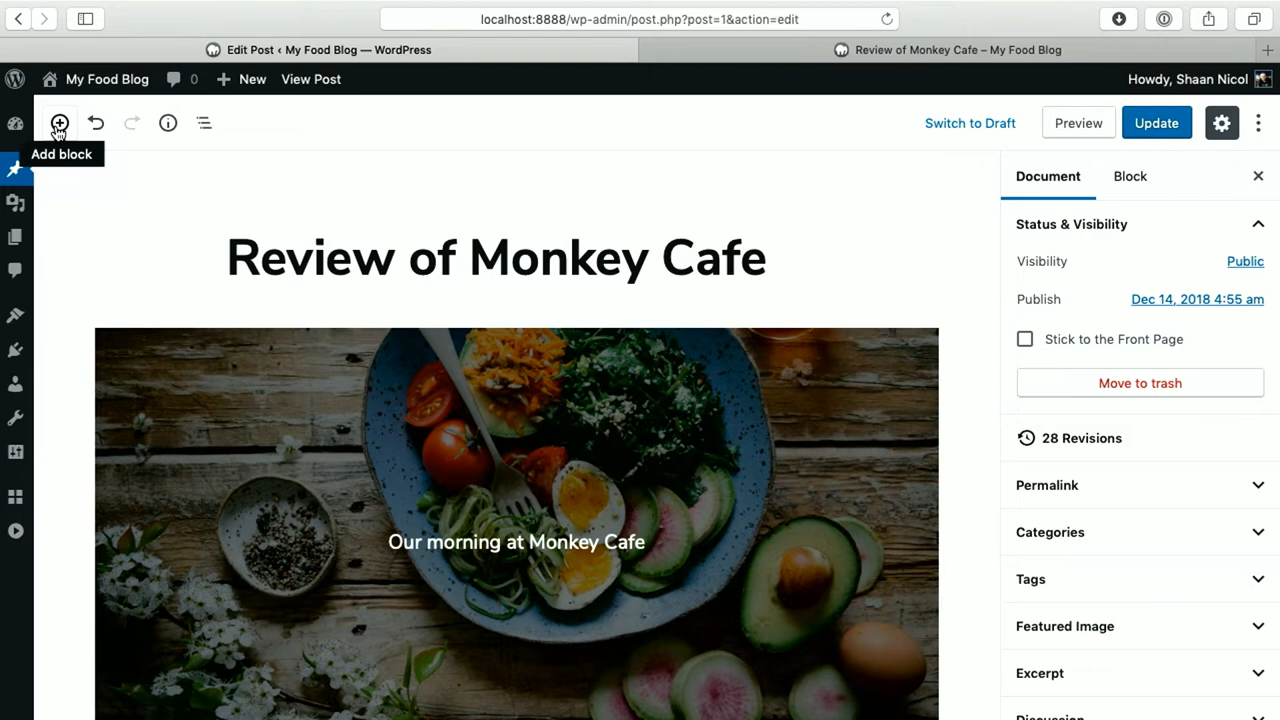 localhost:8888/wp-admin/post.php?post=1&action=edit
Edit Post ‹ My Food Blog — WordPress
Review of Monkey Cafe – My Food Blog
My Food Blog
0
New
View Post
Howdy, Shaan Nicol
Switch to Draft
Preview
Update
Add block
Document
Block
Status & Visibility
Review of Monkey Cafe
Visibility
Public
Publish
Dec 14, 2018 4:55 am
Stick to the Front Page
Move to trash
28 Revisions
Permalink
Our morning at Monkey Cafe
Categories
Tags
Featured Image
Excerpt
Discussion